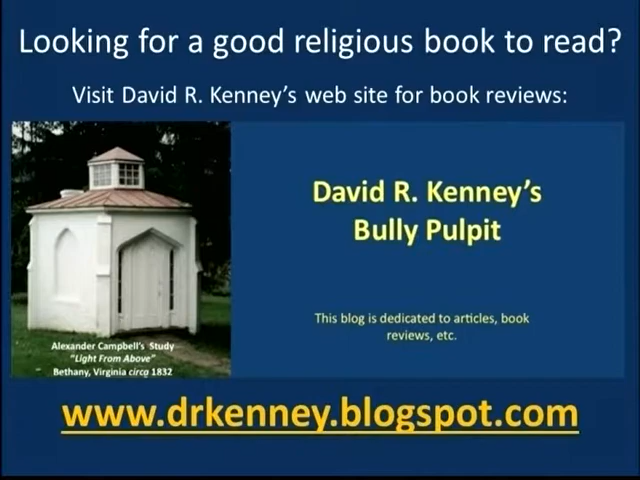 Looking for a good religious book to read?
Visit David R. Kenney's web site for book reviews:
David R. Kenney's
Bully Pulpit
This blog is dedicated to articles, book
reviews, etc.
Alexander Campbell's Study
"Light From Above"
Bethany, Virginia circa 1832
www.drkenney.blogspot.com